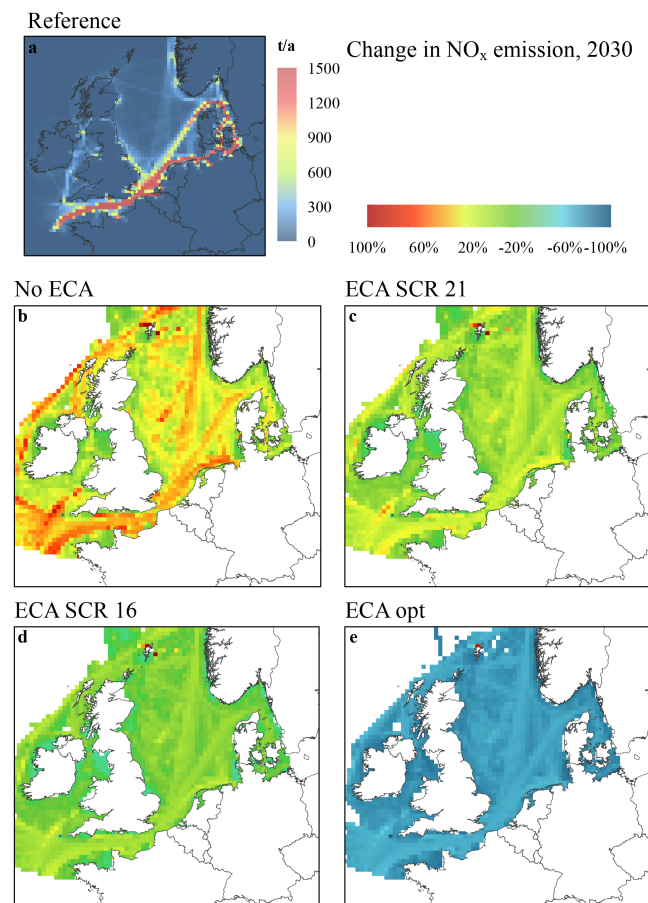 Reference
a
t/a
1500
1200
900
600
300
0
Change in NOx emission, 2030
100% 60% 20% -20% -60% -100%
No ECA
b
ECA SCR 21
c
ECA SCR 16
d
ECA opt
e